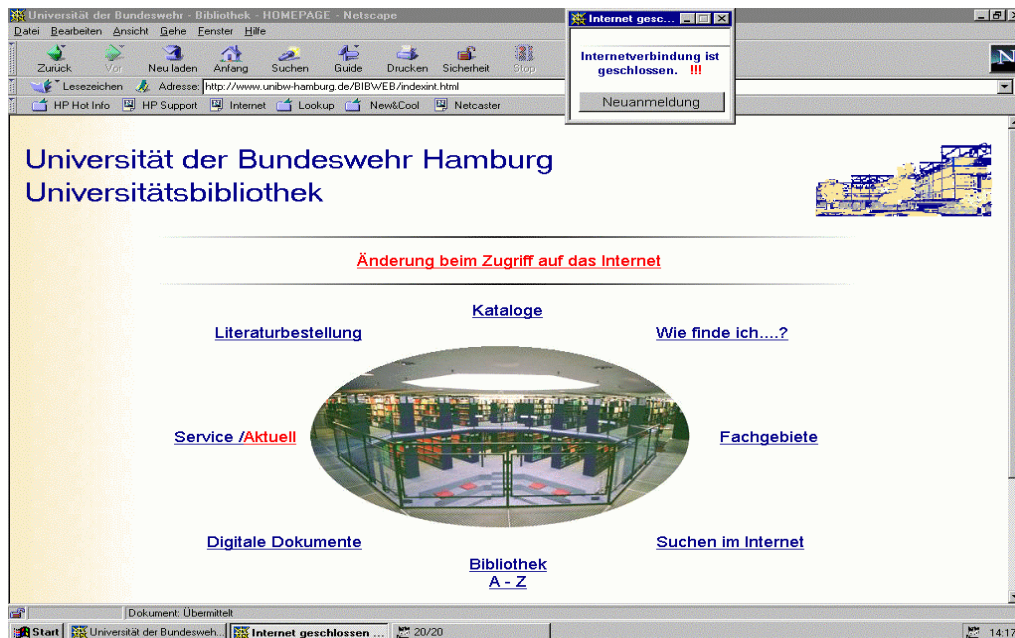 Universität der Bundeswehr - Bibliothek - HOMEPAGE - Netscape
Internet gesc...
Datei Bearbeiten Ansicht Gehe Fenster Hilfe
Internetverbindung ist
geschlossen. !!!
Neuanmeldung
Zurück Vor Neu laden Anfang Suchen Guide Drucken Sicherheit Stop
N
Lesezeichen Adresse: http://www.unibw-hamburg.de/BIBWEB/indexint.html
HP Hot Info HP Support Internet Lookup New&Cool Netcaster
Universität der Bundeswehr Hamburg
Universitätsbibliothek
Änderung beim Zugriff auf das Internet
Kataloge
Literaturbestellung Wie finde ich....?
Service /Aktuell Fachgebiete
Digitale Dokumente Suchen im Internet
Bibliothek
A - Z
Dokument: Übermittelt
Start Universität der Bundesweh... Internet geschlossen ... 20/20 14:17